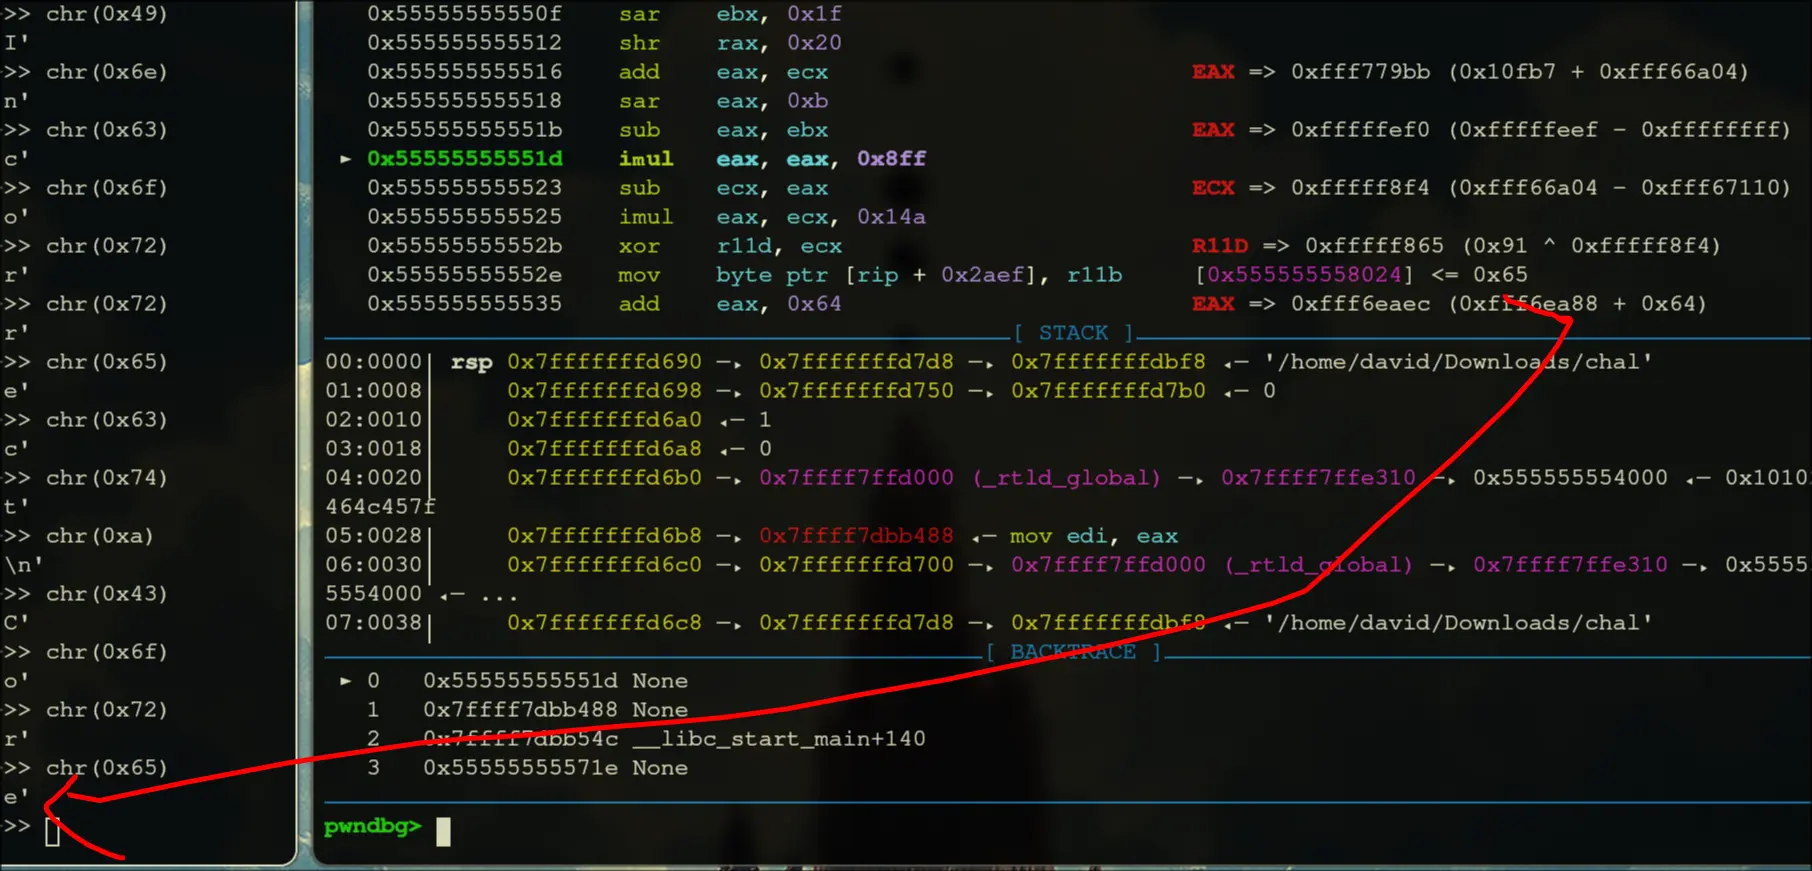 >> chr(0x49)
I'
>> chr(0x6e)
n'
>> chr(0x63)
c'
>> chr(0x6f)
o'
>> chr(0x72)
r'
>> chr(0x72)
r'
>> chr(0x65)
e'
>> chr(0x63)
c'
>> chr(0x74)
t'
>> chr(0xa)
\n'
>> chr(0x43)
C'
>> chr(0x6f)
o'
>> chr(0x72)
r'
>> chr(0x65)
e'
>>
0x55555555550f sar ebx, 0x1f
0x555555555512 shr rax, 0x20
0x555555555516 add eax, ecx EAX => 0xfff779bb (0x10fb7 + 0xfff66a04)
0x555555555518 sar eax, 0xb
0x55555555551b sub eax, ebx EAX => 0xfffffef0 (0xfffffeef - 0xffffffff)
► 0x55555555551d imul eax, eax, 0x8ff
0x555555555523 sub ecx, eax ECX => 0xfffff8f4 (0xfff66a04 - 0xfff67110)
0x555555555525 imul eax, ecx, 0x14a
0x55555555552b xor r11d, ecx R11D => 0xfffff865 (0x91 ^ 0xfffff8f4)
0x55555555552e mov byte ptr [rip + 0x2aef], r11b [0x555555558024] <= 0x65
0x555555555535 add eax, 0x64 EAX => 0xfff6eaec (0xfff6ea88 + 0x64)
[ STACK ]
00:0000│ rsp 0x7fffffffd690 —▸ 0x7fffffffd7d8 —▸ 0x7fffffffdbf8 ◂— '/home/david/Downloads/chal'
01:0008│ 0x7fffffffd698 —▸ 0x7fffffffd750 —▸ 0x7fffffffd7b0 ◂— 0
02:0010│ 0x7fffffffd6a0 ◂— 1
03:0018│ 0x7fffffffd6a8 ◂— 0
04:0020│ 0x7fffffffd6b0 —▸ 0x7ffff7ffd000 (_rtld_global) —▸ 0x7ffff7ffe310 —▸ 0x555555554000 ◂— 0x1010
464c457f
05:0028│ 0x7fffffffd6b8 —▸ 0x7ffff7dbb488 ◂— mov edi, eax
06:0030│ 0x7fffffffd6c0 —▸ 0x7fffffffd700 —▸ 0x7ffff7ffd000 (_rtld_global) —▸ 0x7ffff7ffe310 —▸ 0x5555
5554000 ◂— ...
07:0038│ 0x7fffffffd6c8 —▸ 0x7fffffffd7d8 —▸ 0x7fffffffdbf8 ◂— '/home/david/Downloads/chal'
[ BACKTRACE ]
► 0 0x55555555551d None
1 0x7ffff7dbb488 None
2 0x7ffff7dbb54c __libc_start_main+140
3 0x55555555571e None
pwndbg>